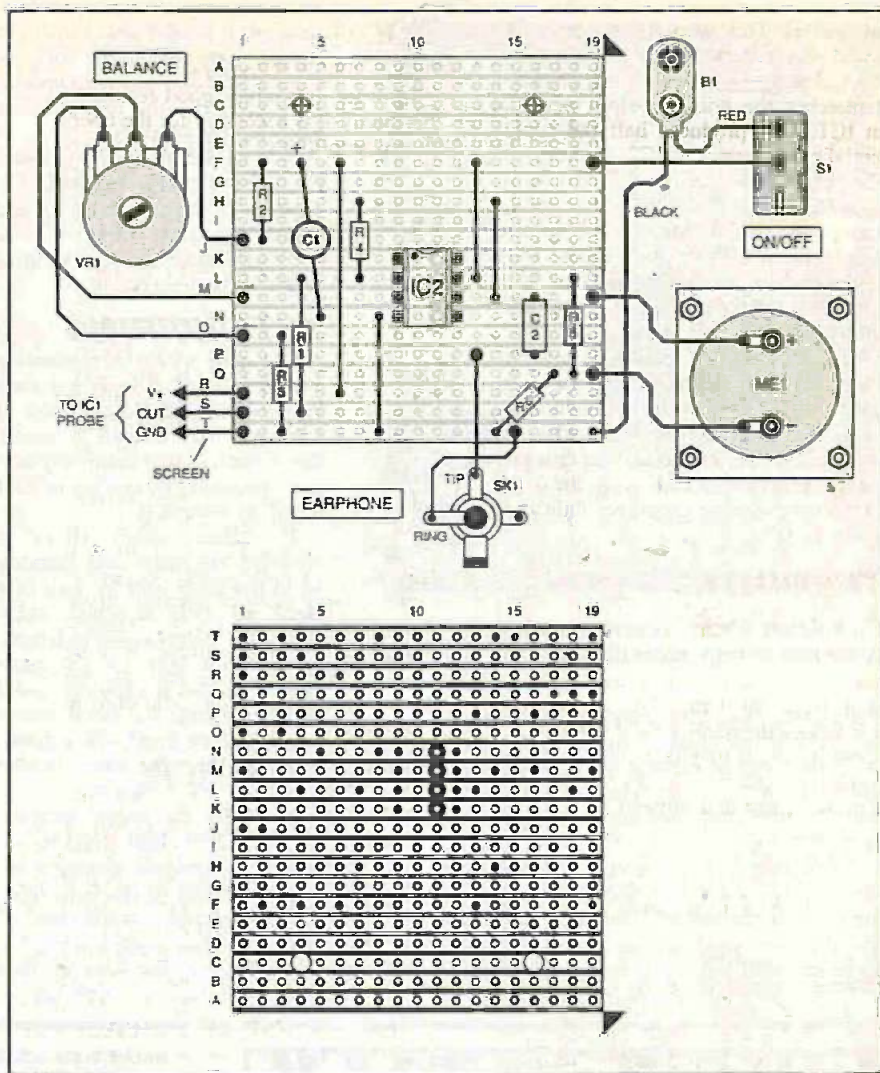 1 5 10 15 19
BALANCE
A
B
C
D
E
F
G
H
I
J
K
L
M
N
O
P
Q
R
S
T
B1
RED
S1
BLACK
ON/OFF
+
R2
C1
R4
IC2
VR1
C2
R3
R1
R5
ME1
+
−
V+
OUT
GND
TO IC1
PROBE
SCREEN
EARPHONE
TIP
SK1
RING
1 5 10 15 19
T
S
R
Q
P
O
N
M
L
K
J
I
H
G
F
E
D
C
B
A